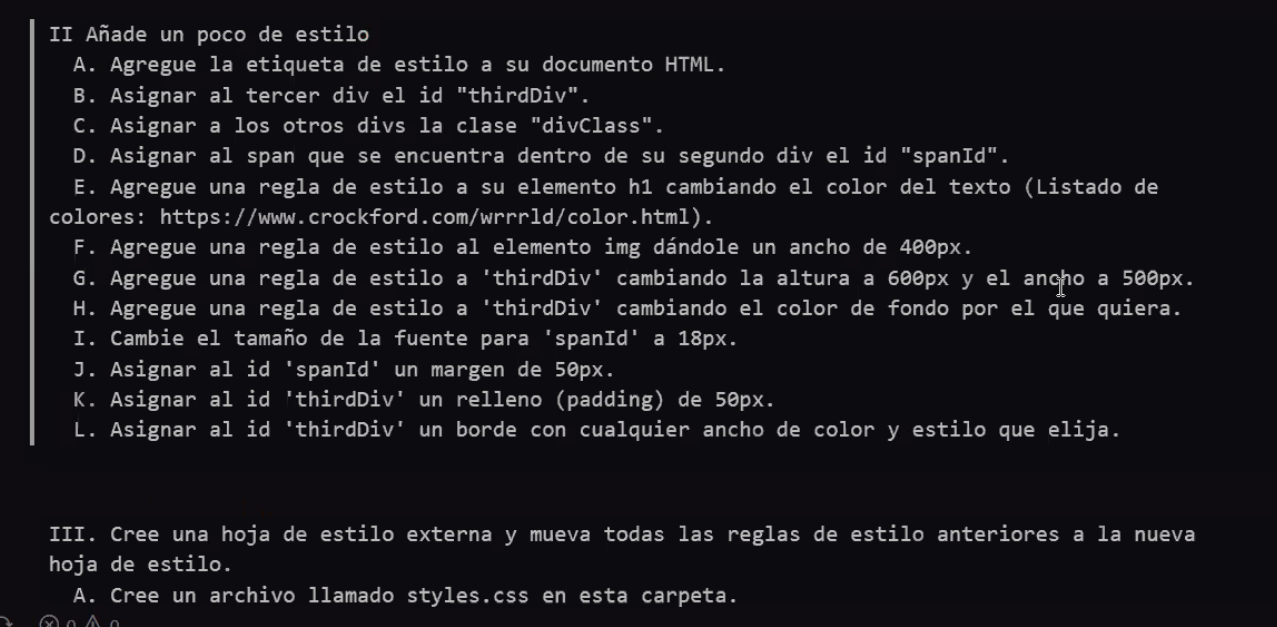 II Añade un poco de estilo
A. Agregue la etiqueta de estilo a su documento HTML.
B. Asignar al tercer div el id "thirdDiv".
C. Asignar a los otros divs la clase "divClass".
D. Asignar al span que se encuentra dentro de su segundo div el id "spanId".
E. Agregue una regla de estilo a su elemento h1 cambiando el color del texto (Listado de
colores: https://www.crockford.com/wrrrld/color.html).
F. Agregue una regla de estilo al elemento img dándole un ancho de 400px.
G. Agregue una regla de estilo a 'thirdDiv' cambiando la altura a 600px y el ancho a 500px.
H. Agregue una regla de estilo a 'thirdDiv' cambiando el color de fondo por el que quiera.
I. Cambie el tamaño de la fuente para 'spanId' a 18px.
J. Asignar al id 'spanId' un margen de 50px.
K. Asignar al id 'thirdDiv' un relleno (padding) de 50px.
L. Asignar al id 'thirdDiv' un borde con cualquier ancho de color y estilo que elija.
III. Cree una hoja de estilo externa y mueva todas las reglas de estilo anteriores a la nueva
hoja de estilo.
A. Cree un archivo llamado styles.css en esta carpeta.
0 0